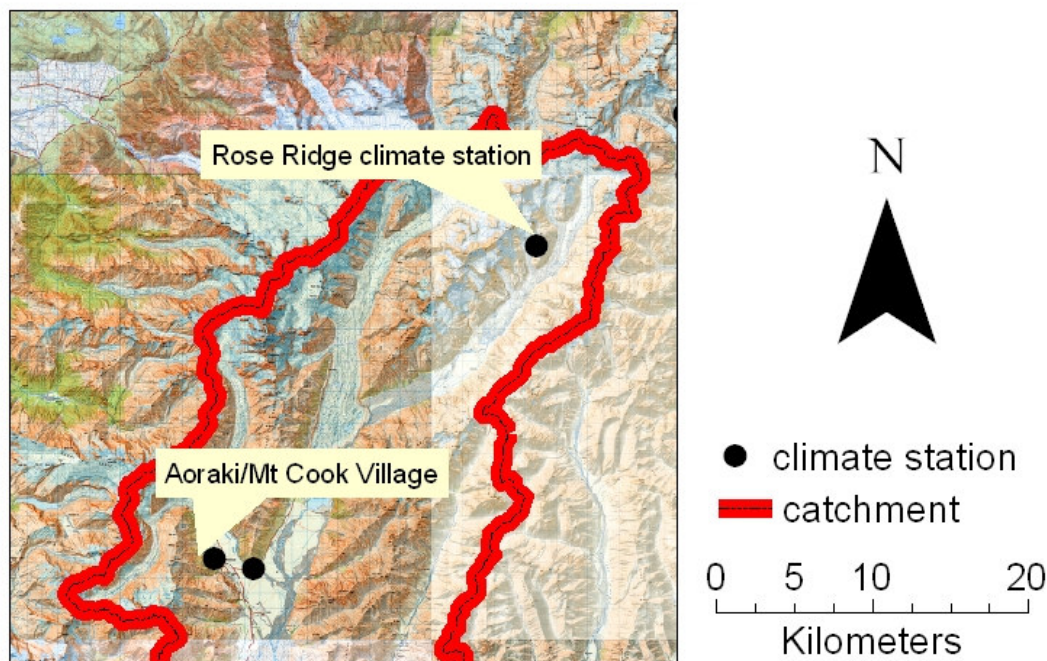 Rose Ridge climate station
Aoraki/Mt Cook Village
N
climate station
catchment
0 5 10 20
Kilometers